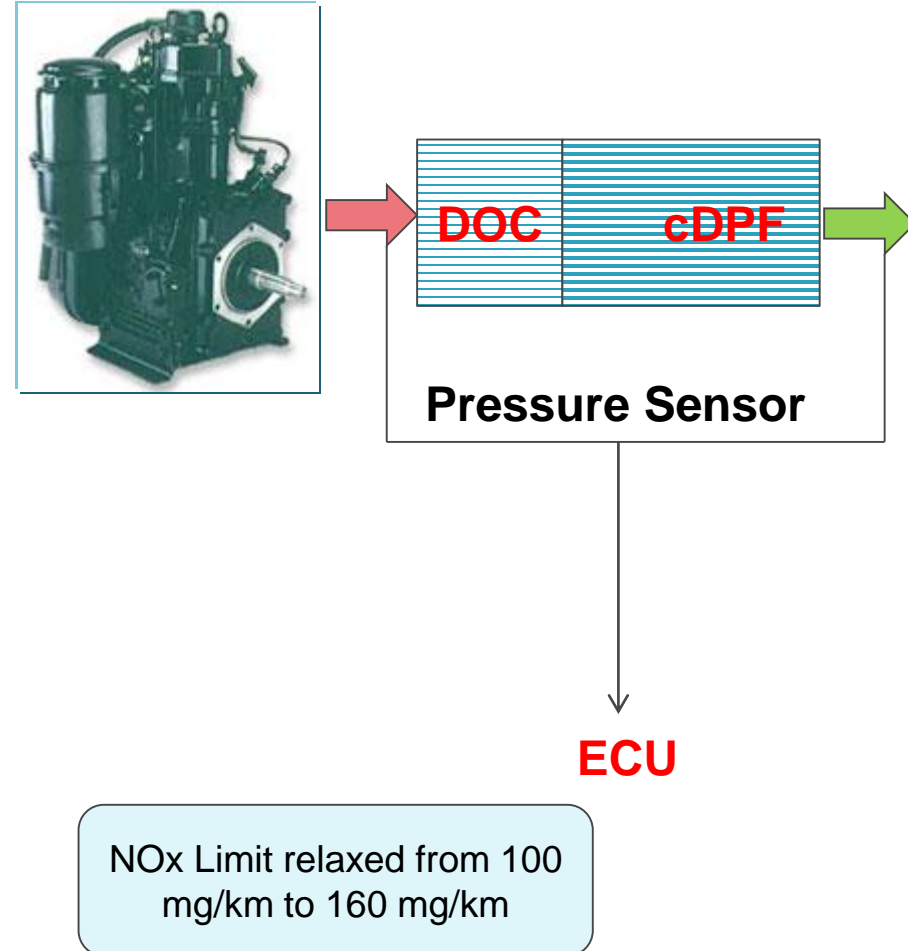 DOC
cDPF
Pressure Sensor
ECU
NOx Limit relaxed from 100
mg/km to 160 mg/km